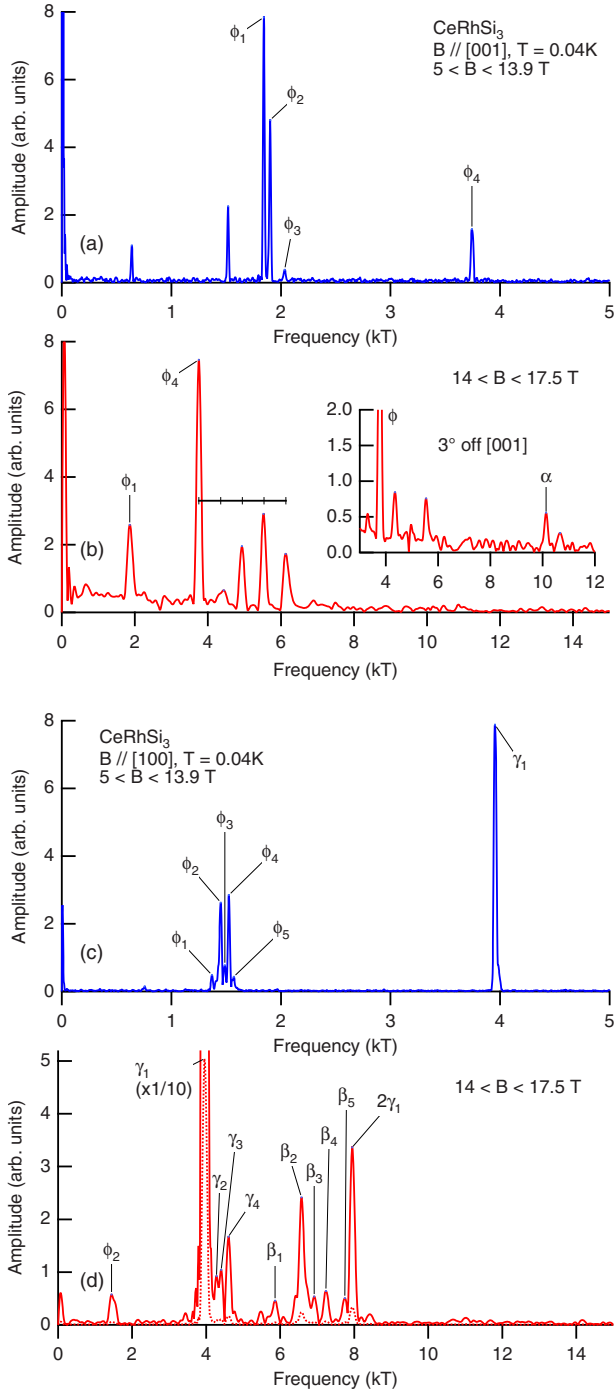 Amplitude (arb. units)
8
6
4
2
0
(a)
ϕ1
ϕ2
ϕ3
ϕ4
CeRhSi3
B // [001], T = 0.04K
5 < B < 13.9 T
0 1 2 3 4 5
Frequency (kT)
Amplitude (arb. units)
8
6
4
2
0
(b)
ϕ1
ϕ4
14 < B < 17.5 T
2.0
1.5
1.0
0.5
0.0
ϕ
3° off [001]
α
4 6 8 10 12
0 2 4 6 8 10 12 14
Frequency (kT)
Amplitude (arb. units)
8
6
4
2
0
(c)
CeRhSi3
B // [100], T = 0.04K
5 < B < 13.9 T
ϕ1
ϕ2
ϕ3
ϕ4
ϕ5
γ1
0 1 2 3 4 5
Frequency (kT)
Amplitude (arb. units)
5
4
3
2
1
0
(d)
ϕ2
γ1
(x1/10)
γ2
γ3
γ4
β1
β2
β3
β4
β5
2γ1
14 < B < 17.5 T
0 2 4 6 8 10 12 14
Frequency (kT)